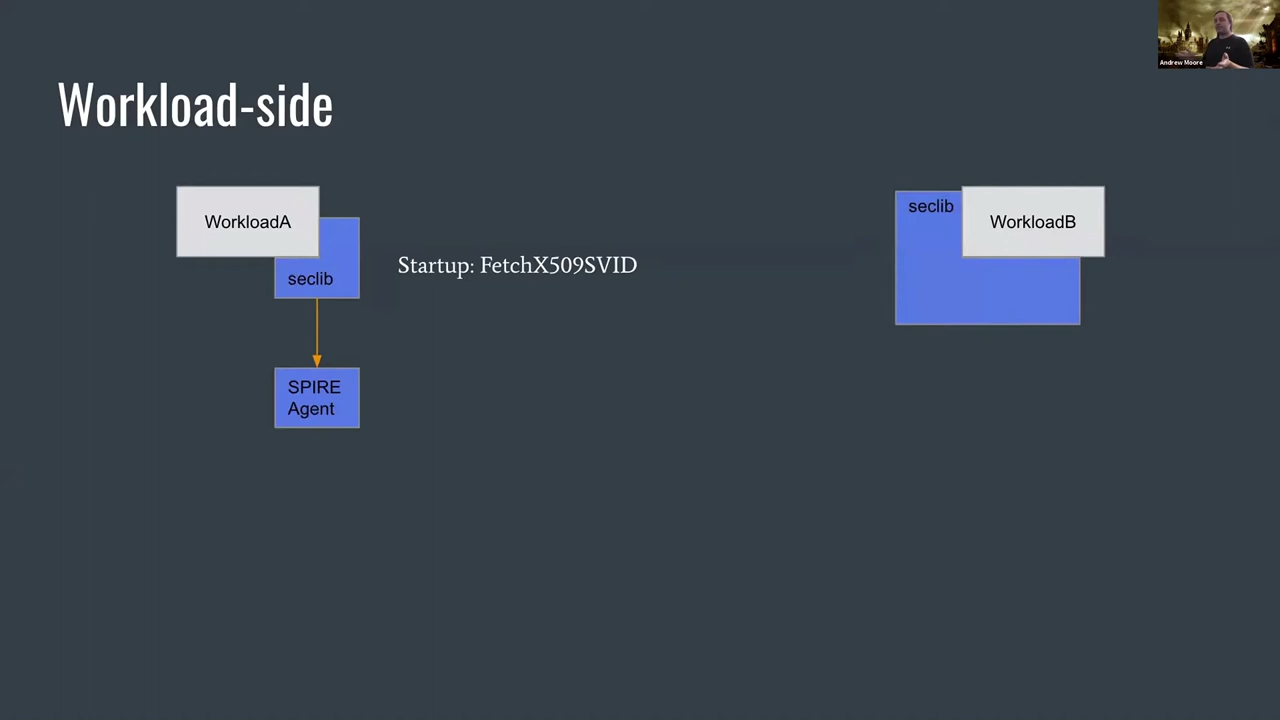 Andrew Moore
Workload-side
WorkloadA
seclib
Startup: FetchX509SVID
SPIRE
Agent
seclib
WorkloadB